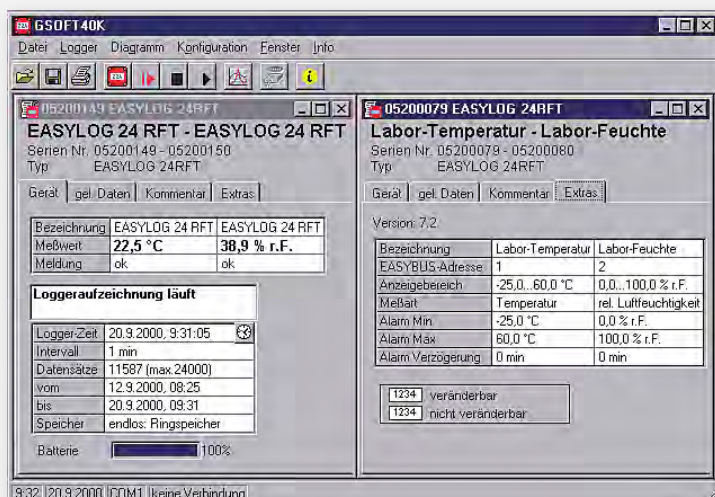 GSOFT40K
Datei Logger Diagramm Konfiguration Fenster Info
05200149 EASYLOG 24RFT
EASYLOG 24 RFT - EASYLOG 24 RFT
Serien Nr. 05200149 - 05200150
Typ EASYLOG 24RFT
Gerät gel. Daten Kommentar Extras
Bezeichnung EASYLOG 24 RFT EASYLOG 24 RFT
Meßwert 22,5 °C 38,9 % r.F.
Meldung ok ok
Loggeraufzeichnung läuft
Logger-Zeit 20.9.2000, 9:31:05
Intervall 1 min
Datensätze 11587 (max.24000)
vom 12.9.2000, 08:25
bis 20.9.2000, 09:31
Speicher endlos: Ringspeicher
Batterie 100%
05200079 EASYLOG 24RFT
Labor-Temperatur - Labor-Feuchte
Serien Nr. 05200079 - 05200080
Typ EASYLOG 24RFT
Gerät gel. Daten Kommentar Extras
Version: 7.2
Bezeichnung Labor-Temperatur Labor-Feuchte
EASYBUS-Adresse 1 2
Anzeigebereich -25,0...60,0 °C 0,0...100,0 % r.F.
Meßart Temperatur rel. Luftfeuchtigkeit
Alarm Min -25,0 °C 0,0 % r.F.
Alarm Max 60,0 °C 100,0 % r.F.
Alarm Verzögerung 0 min 0 min
1234 veränderbar
1234 nicht veränderbar
9:32 20.9.2000 COM1 keine Verbindung